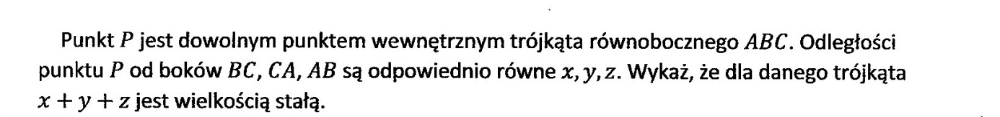 Punkt P jest dowolnym punktem wewnętrznym trójkąta równobocznego ABC. Odległości
punktu P od boków BC, CA, AB są odpowiednio równe x, y, z. Wykaż, że dla danego trójkąta
x + y + z jest wielkością stałą.